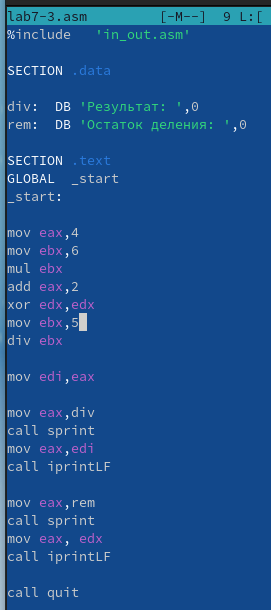 lab7-3.asm [-M--] 9 L:[
%include 'in_out.asm'
SECTION .data
div: DB 'Результат: ',0
rem: DB 'Остаток деления: ',0
SECTION .text
GLOBAL _start
_start:
mov eax,4
mov ebx,6
mul ebx
add eax,2
xor edx,edx
mov ebx,5
div ebx
mov edi,eax
mov eax,div
call sprint
mov eax,edi
call iprintLF
mov eax,rem
call sprint
mov eax, edx
call iprintLF
call quit